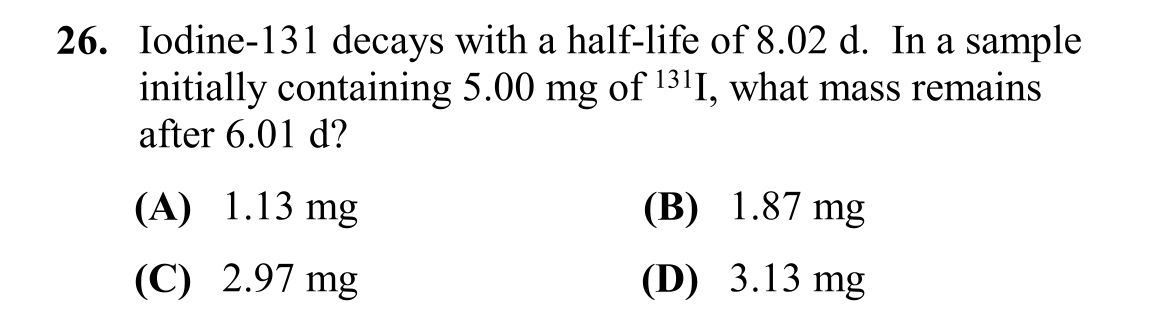 26. Iodine-131 decays with a half-life of 8.02 d. In a sample
initially containing 5.00 mg of ¹³¹I, what mass remains
after 6.01 d?
(A) 1.13 mg (B) 1.87 mg
(C) 2.97 mg (D) 3.13 mg